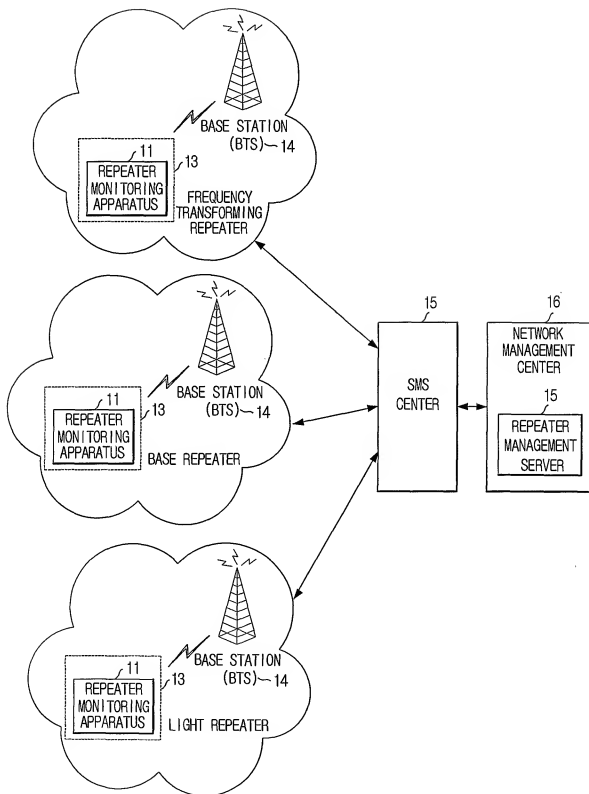 BASE STATION
(BTS) 14
11
13
REPEATER
MONITORING
APPARATUS
FREQUENCY
TRANSFORMING
REPEATER
BASE STATION
(BTS) 14
11
13
REPEATER
MONITORING
APPARATUS
BASE REPEATER
15
SMS
CENTER
16
NETWORK
MANAGEMENT
CENTER
15
REPEATER
MANAGEMENT
SERVER
BASE STATION
(BTS) 14
11
13
REPEATER
MONITORING
APPARATUS
LIGHT REPEATER